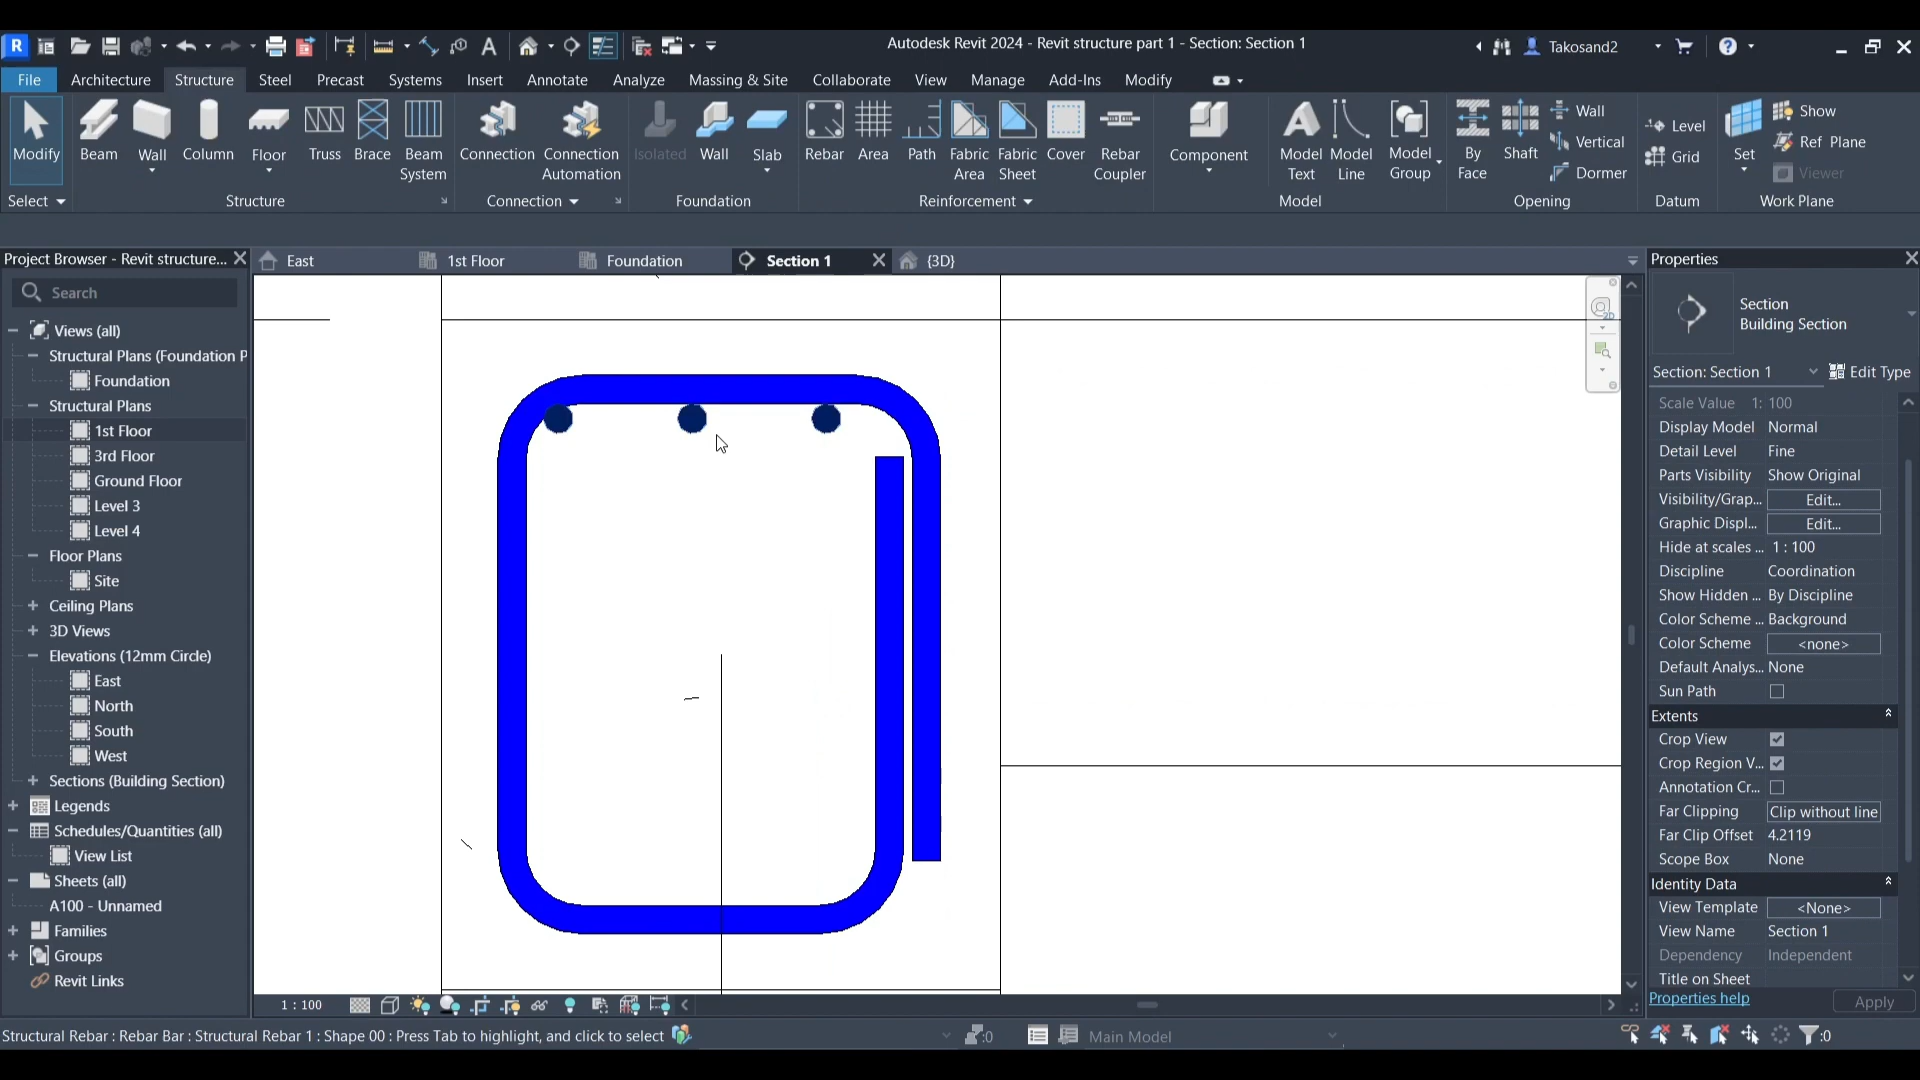 Autodesk Revit 2024 - Revit structure part 1 - Section: Section 1
Takosand2
File Architecture Structure Steel Precast Systems Insert Annotate Analyze Massing & Site Collaborate View Manage Add-Ins Modify
Modify
Beam
Wall
Column
Floor
Truss
Brace
Beam System
Connection
Connection Automation
Isolated
Wall
Slab
Rebar
Area
Path
Fabric Area
Fabric Sheet
Cover
Rebar Coupler
Component
Model Text
Model Line
Model Group
By Face
Shaft
Wall
Vertical
Dormer
Level
Grid
Set
Show
Ref Plane
Viewer
Select Structure Connection Foundation Reinforcement Model Opening Datum Work Plane
Project Browser - Revit structure...
Search
Views (all)
Structural Plans (Foundation P
Foundation
Structural Plans
1st Floor
3rd Floor
Ground Floor
Level 3
Level 4
Floor Plans
Site
Ceiling Plans
3D Views
Elevations (12mm Circle)
East
North
South
West
Sections (Building Section)
Legends
Schedules/Quantities (all)
View List
Sheets (all)
A100 - Unnamed
Families
Groups
Revit Links
East 1st Floor Foundation Section 1 {3D}
2D
1 : 100
Properties
Section
Building Section
Section: Section 1 Edit Type
Scale Value 1: 100
Display Model Normal
Detail Level Fine
Parts Visibility Show Original
Visibility/Grap... Edit...
Graphic Displ... Edit...
Hide at scales ... 1 : 100
Discipline Coordination
Show Hidden ... By Discipline
Color Scheme ... Background
Color Scheme <none>
Default Analys... None
Sun Path
Extents
Crop View
Crop Region V...
Annotation Cr...
Far Clipping Clip without line
Far Clip Offset 4.2119
Scope Box None
Identity Data
View Template <None>
View Name Section 1
Dependency Independent
Title on Sheet
Properties help Apply
Structural Rebar : Rebar Bar : Structural Rebar 1 : Shape 00 : Press Tab to highlight, and click to select
:0
Main Model
:0